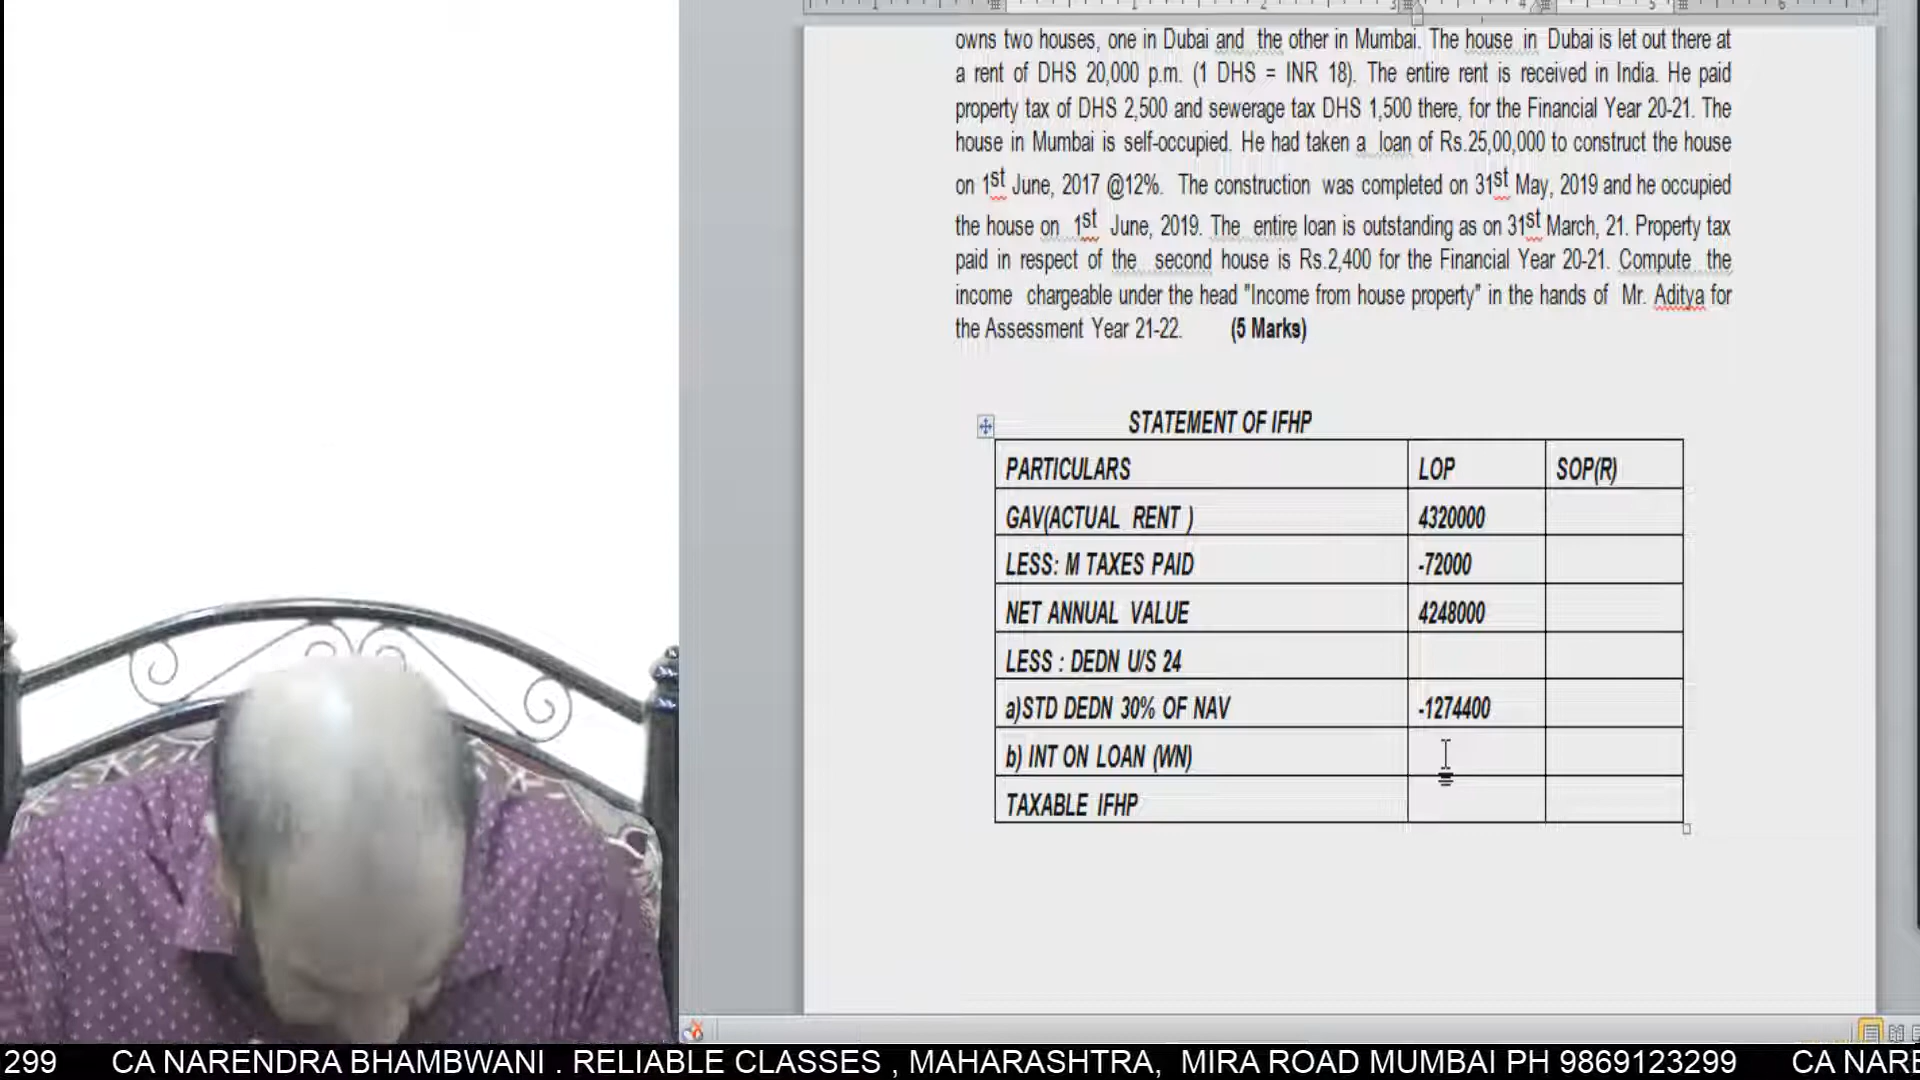 owns two houses, one in Dubai and the other in Mumbai. The house in Dubai is let out there at
a rent of DHS 20,000 p.m. (1 DHS = INR 18). The entire rent is received in India. He paid
property tax of DHS 2,500 and sewerage tax DHS 1,500 there, for the Financial Year 20-21. The
house in Mumbai is self-occupied. He had taken a loan of Rs.25,00,000 to construct the house
on 1st June, 2017 @12%. The construction was completed on 31st May, 2019 and he occupied
the house on 1st June, 2019. The entire loan is outstanding as on 31st March, 21. Property tax
paid in respect of the second house is Rs.2,400 for the Financial Year 20-21. Compute the
income chargeable under the head "Income from house property" in the hands of Mr. Aditya for
the Assessment Year 21-22. (5 Marks)
STATEMENT OF IFHP
PARTICULARS LOP SOP(R)
GAV(ACTUAL RENT ) 4320000
LESS: M TAXES PAID -72000
NET ANNUAL VALUE 4248000
LESS : DEDN U/S 24
a)STD DEDN 30% OF NAV -1274400
b) INT ON LOAN (WN)
TAXABLE IFHP
299 CA NARENDRA BHAMBWANI . RELIABLE CLASSES , MAHARASHTRA, MIRA ROAD MUMBAI PH 9869123299 CA NARE